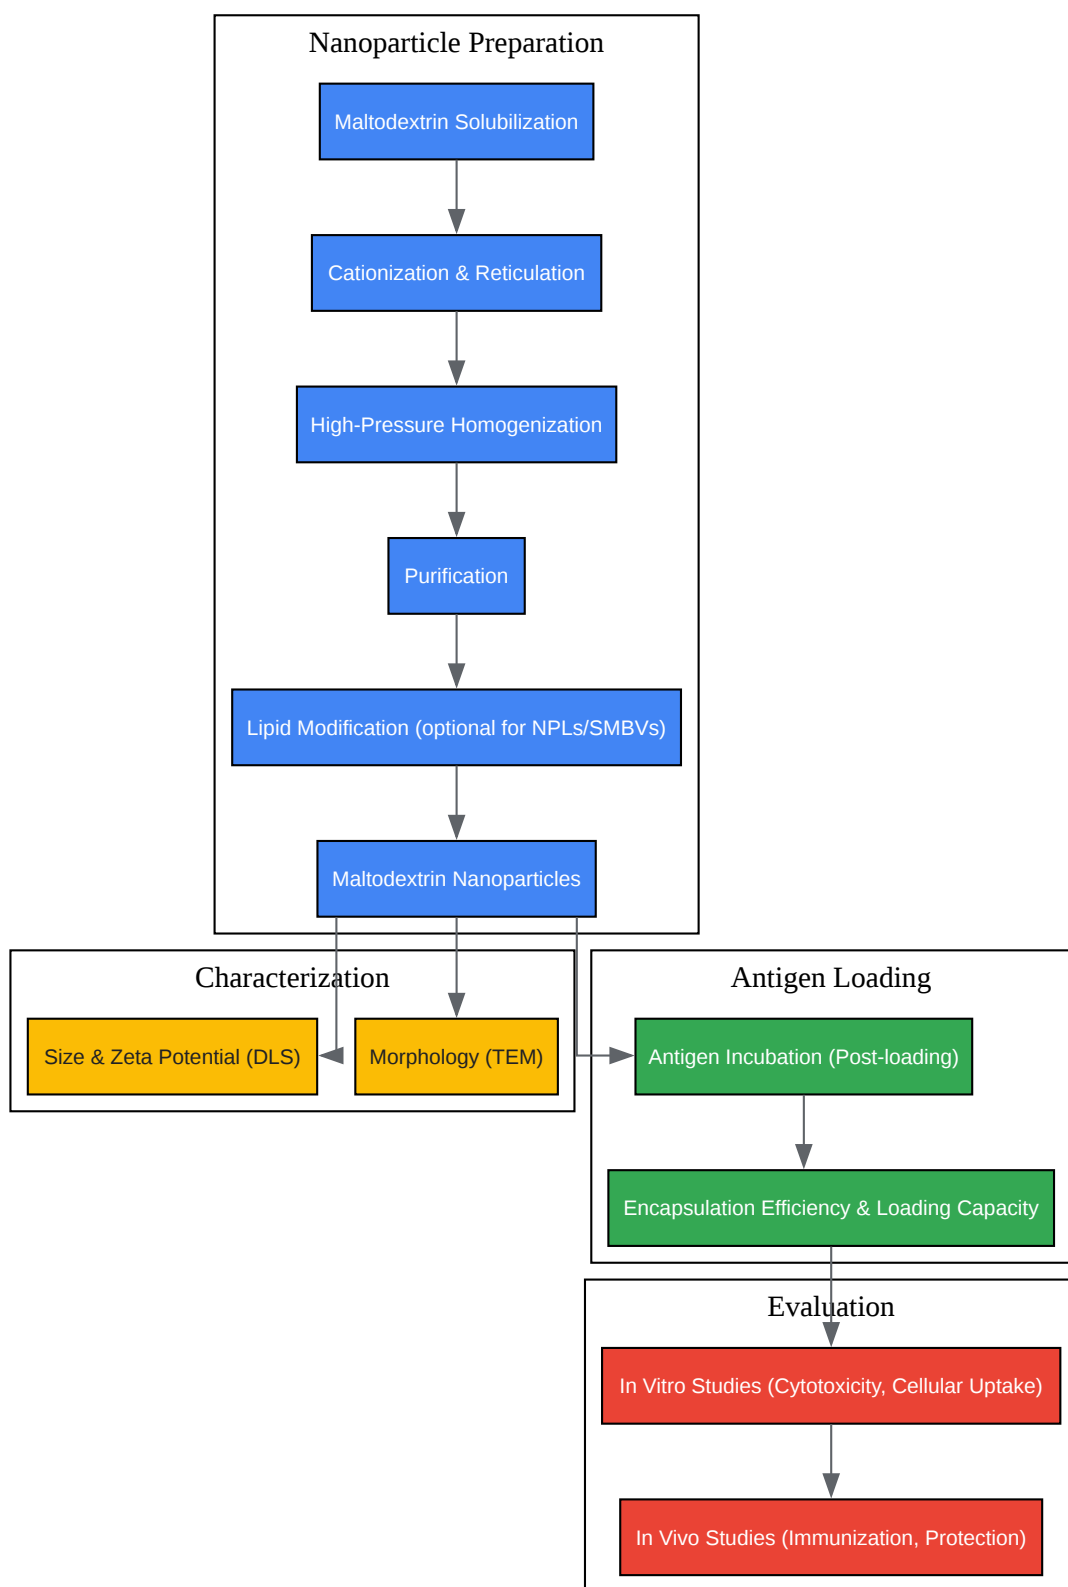 Nanoparticle Preparation
Maltodextrin Solubilization
Cationization & Reticulation
High-Pressure Homogenization
Purification
Lipid Modification (optional for NPLs/SMBVs)
Maltodextrin Nanoparticles
Characterization
Size & Zeta Potential (DLS)
Morphology (TEM)
Antigen Loading
Antigen Incubation (Post-loading)
Encapsulation Efficiency & Loading Capacity
Evaluation
In Vitro Studies (Cytotoxicity, Cellular Uptake)
In Vivo Studies (Immunization, Protection)